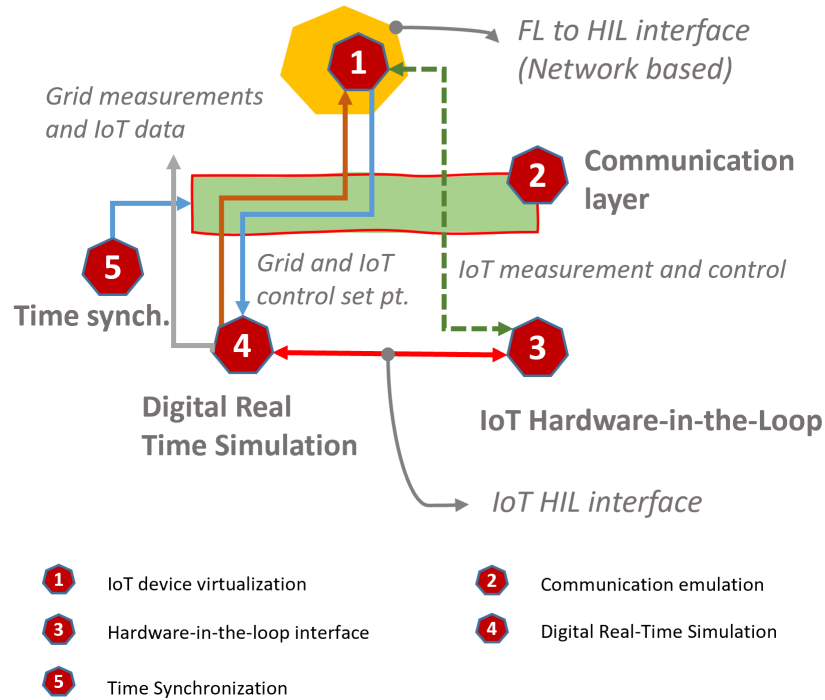 1
FL to HIL interface
(Network based)
Grid measurements
and IoT data
2
Communication
layer
5
Time synch.
Grid and IoT
control set pt.
IoT measurement and control
4
3
Digital Real
Time Simulation
IoT Hardware-in-the-Loop
IoT HIL interface
1 IoT device virtualization
2 Communication emulation
3 Hardware-in-the-loop interface
4 Digital Real-Time Simulation
5 Time Synchronization